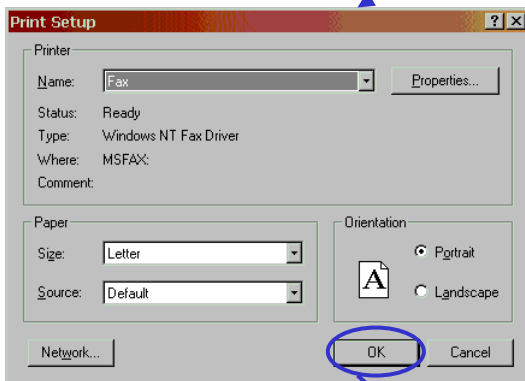 Print Setup
Printer
Name: Fax Properties...
Status: Ready
Type: Windows NT Fax Driver
Where: MSFAX:
Comment:
Paper
Size: Letter
Source: Default
Orientation
A
Portrait
Landscape
Network... OK Cancel